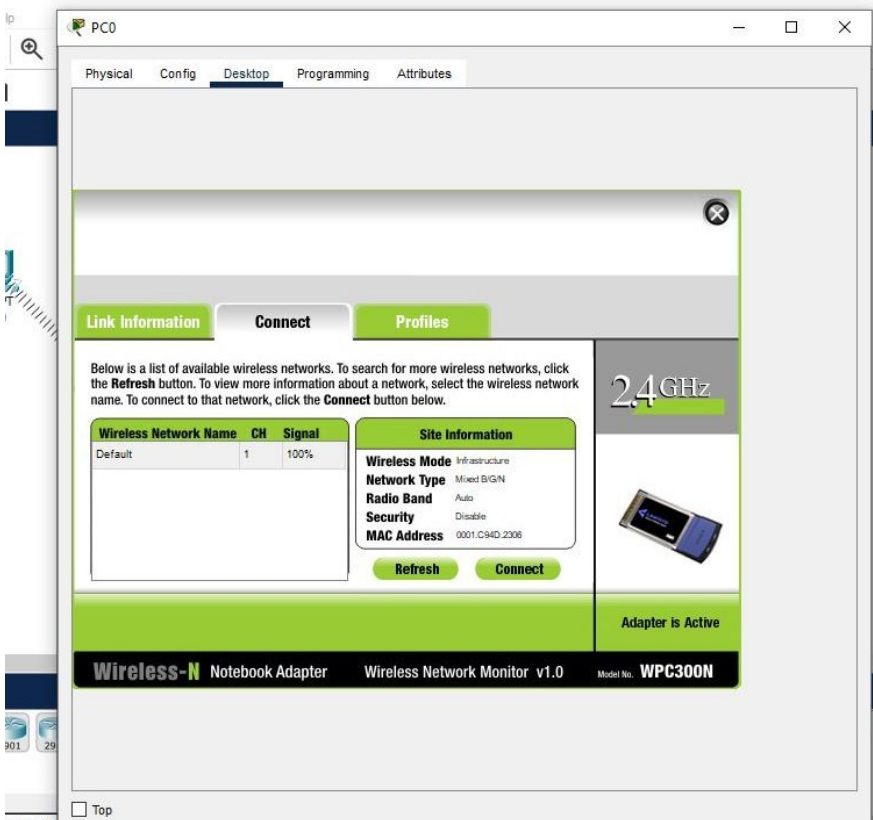 lp
PC0
Physical Config Desktop Programming Attributes
Link Information Connect Profiles
Below is a list of available wireless networks. To search for more wireless networks, click
the Refresh button. To view more information about a network, select the wireless network
name. To connect to that network, click the Connect button below.
2.4GHz
Wireless Network Name CH Signal
Default 1 100%
Site Information
Wireless Mode Infrastructure
Network Type Mixed B/G/N
Radio Band Auto
Security Disable
MAC Address 0001.C94D.2306
Refresh Connect
Adapter is Active
Wireless-N Notebook Adapter Wireless Network Monitor v1.0 Model No. WPC300N
901 29
Top